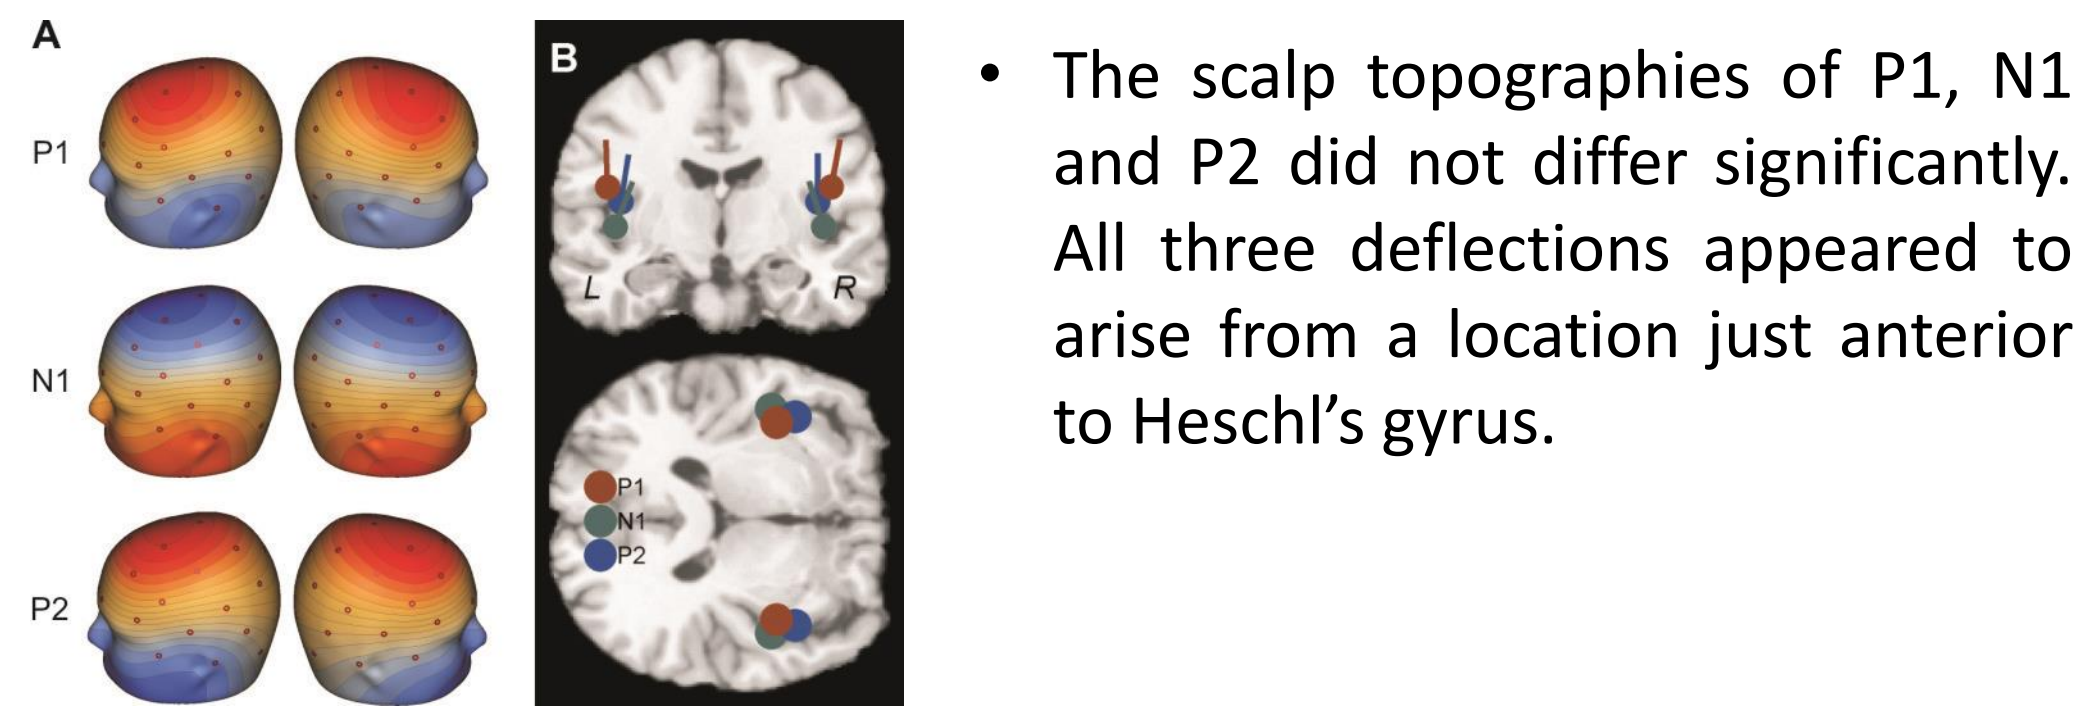 A
P1
N1
P2
B
L
R
P1
N1
P2
• The scalp topographies of P1, N1
and P2 did not differ significantly.
All three deflections appeared to
arise from a location just anterior
to Heschl’s gyrus.